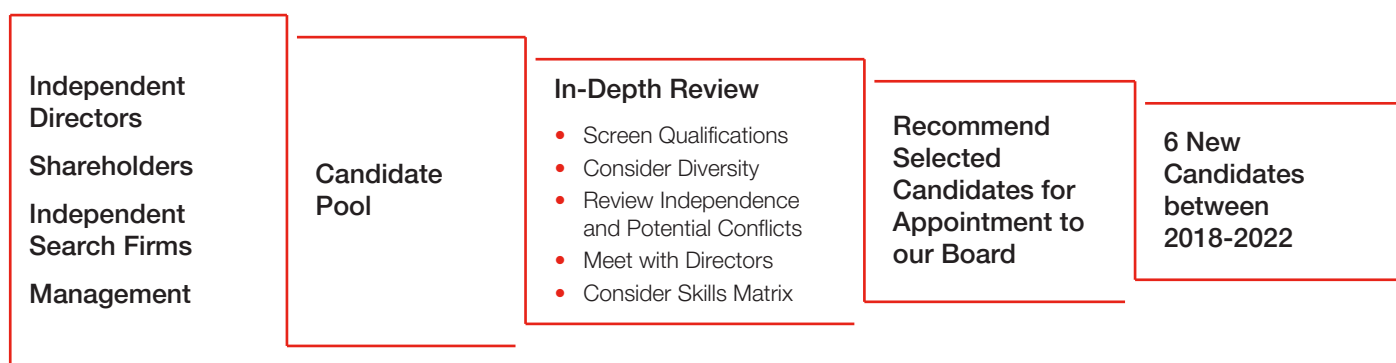 Independent
Directors
Shareholders
Independent
Search Firms
Management
Candidate
Pool
In-Depth Review
• Screen Qualifications
• Consider Diversity
• Review Independence
and Potential Conflicts
• Meet with Directors
• Consider Skills Matrix
Recommend
Selected
Candidates for
Appointment to
our Board
6 New
Candidates
between
2018-2022